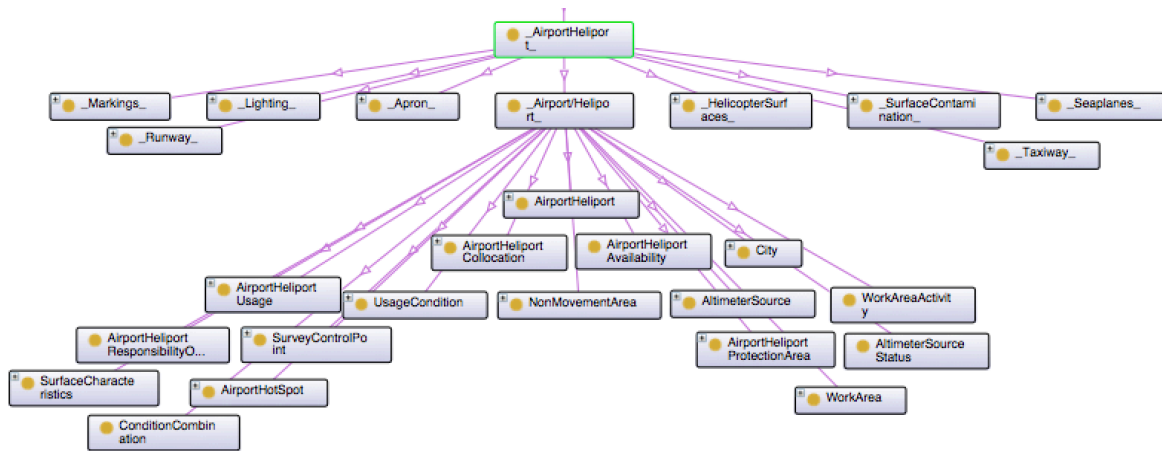 _AirportHelipor
t_
_Markings_
_Lighting_
_Apron_
_Airport/Helipo
rt_
_HelicopterSurf
aces_
_SurfaceContami
nation_
_Seaplanes_
_Runway_
_Taxiway_
AirportHeliport
AirportHeliport
Collocation
AirportHeliport
Availability
City
AirportHeliport
Usage
UsageCondition
NonMovementArea
AltimeterSource
WorkAreaActivit
y
AirportHeliport
ResponsibilityO...
SurveyControlPo
int
AirportHeliport
ProtectionArea
AltimeterSource
Status
SurfaceCharacte
ristics
AirportHotSpot
WorkArea
ConditionCombin
ation